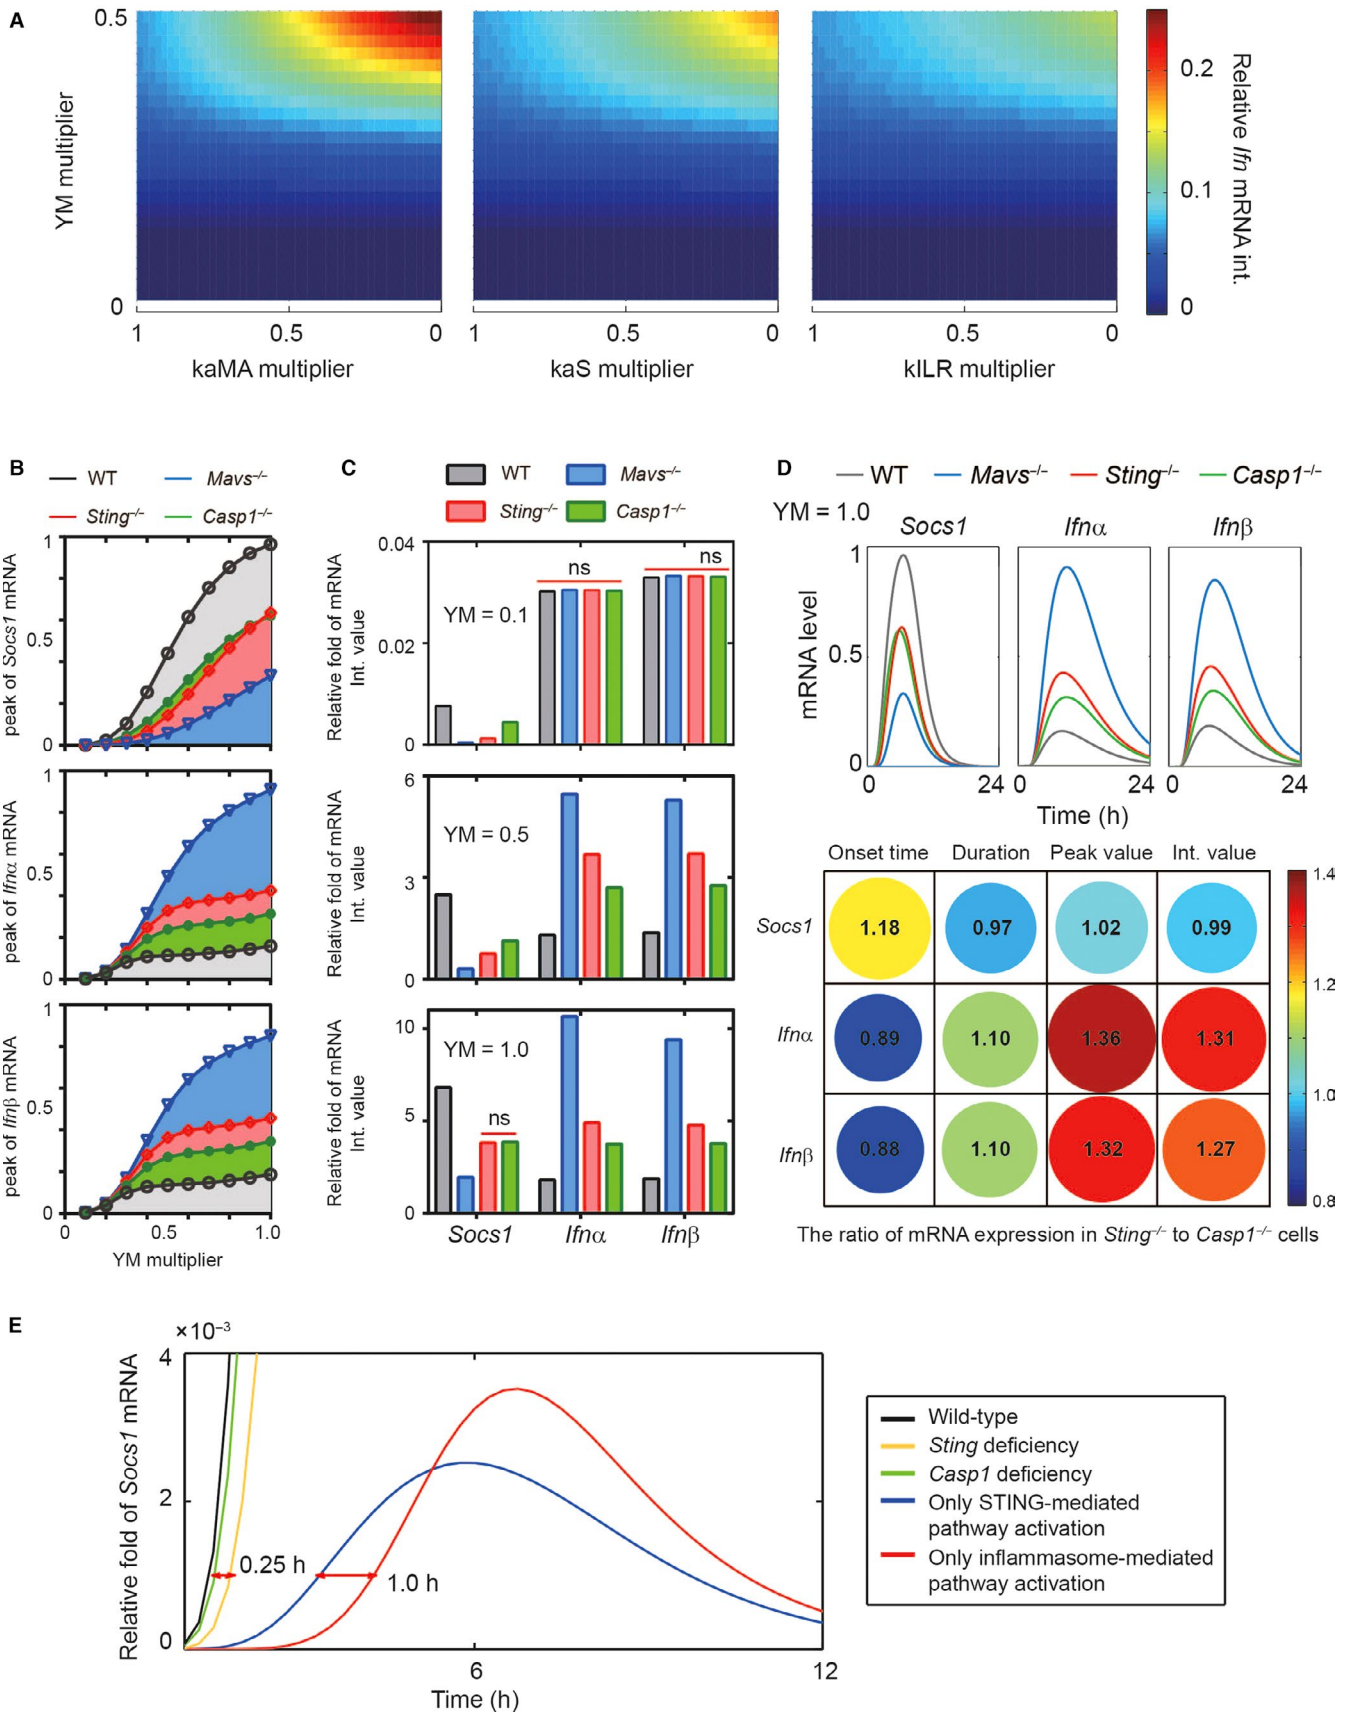 A
0.5
0
YM multiplier
1
0.5
0
kaMA multiplier
1
0.5
0
kaS multiplier
1
0.5
0
kILR multiplier
0.2
0.1
0
Relative Ifn mRNA int.
B
WT
Mavs–/–
Sting–/–
Casp1–/–
1
0.5
0
peak of Socs1 mRNA
1
0.5
0
peak of Ifnα mRNA
1
0.5
0
peak of Ifnβ mRNA
0
0.5
1.0
YM multiplier
C
WT
Mavs–/–
Sting–/–
Casp1–/–
0.04
0.02
0
Relative fold of mRNA
Int. value
YM = 0.1
ns
ns
6
3
0
Relative fold of mRNA
Int. value
YM = 0.5
10
5
0
Relative fold of mRNA
Int. value
YM = 1.0
ns
Socs1
Ifnα
Ifnβ
D
WT
Mavs–/–
Sting–/–
Casp1–/–
YM = 1.0
Socs1
Ifnα
Ifnβ
1
0.5
0
mRNA level
0
24
0
24
0
24
Time (h)
Onset time
Duration
Peak value
Int. value
Socs1
1.18
0.97
1.02
0.99
Ifnα
0.89
1.10
1.36
1.31
Ifnβ
0.88
1.10
1.32
1.27
1.4
1.2
1.0
0.8
The ratio of mRNA expression in Sting–/– to Casp1–/– cells
E
×10–3
4
2
0
Relative fold of Socs1 mRNA
0.25 h
1.0 h
6
12
Time (h)
Wild-type
Sting deficiency
Casp1 deficiency
Only STING-mediated
pathway activation
Only inflammasome-mediated
pathway activation